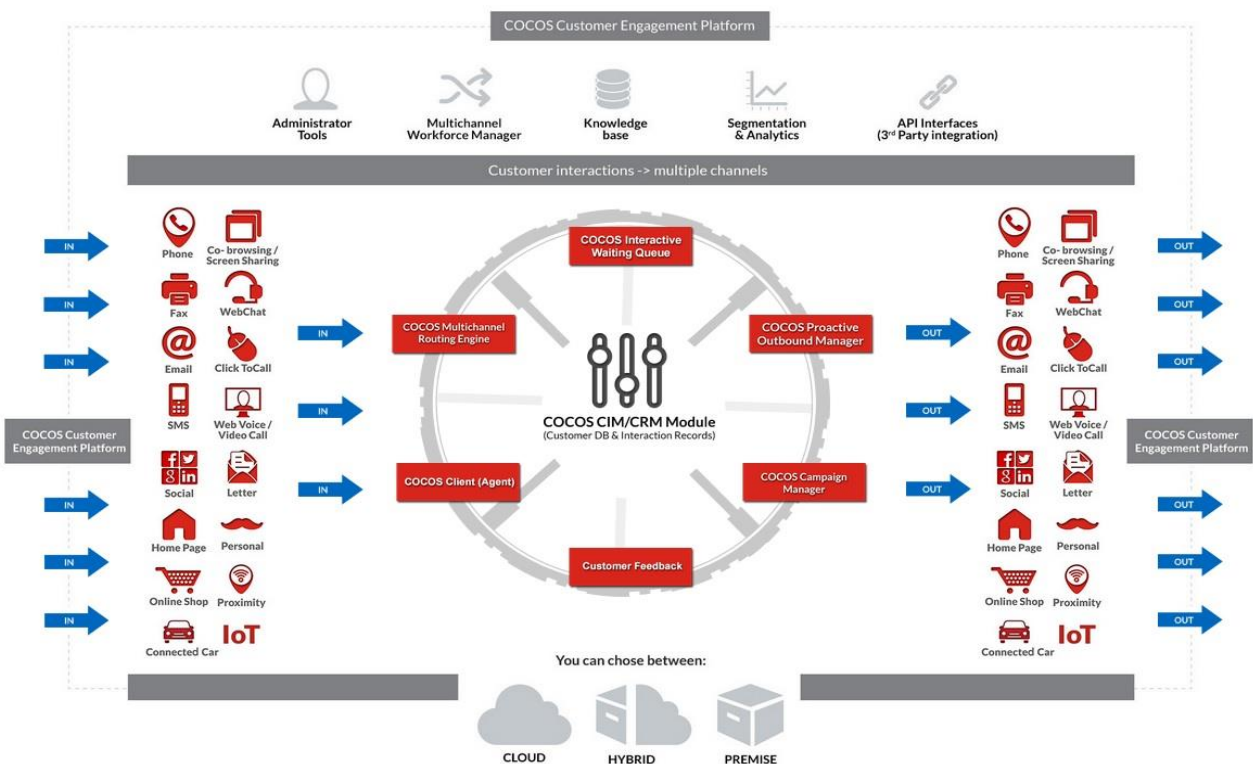 COCOS Customer Engagement Platform
Administrator
Tools
Multichannel
Workforce Manager
Knowledge
base
Segmentation
& Analytics
API Interfaces
(3rd Party integration)
Customer interactions -> multiple channels
COCOS Customer
Engagement Platform
IN
IN
IN
IN
IN
IN
Phone
Co- browsing /
Screen Sharing
Fax
WebChat
@
Email
Click ToCall
SMS
Web Voice /
Video Call
f
8 in
Social
Letter
Home Page
Personal
Online Shop
Proximity
Connected Car
IoT
IN
IN
IN
COCOS Interactive
Waiting Queue
COCOS Multichannel
Routing Engine
COCOS Proactive
Outbound Manager
COCOS CIM/CRM Module
(Customer DB & Interaction Records)
COCOS Client (Agent)
COCOS Campaign
Manager
Customer Feedback
OUT
OUT
OUT
Phone
Co- browsing /
Screen Sharing
Fax
WebChat
@
Email
Click ToCall
SMS
Web Voice /
Video Call
f
8 in
Social
Letter
Home Page
Personal
Online Shop
Proximity
Connected Car
IoT
OUT
OUT
OUT
OUT
OUT
OUT
COCOS Customer
Engagement Platform
You can chose between:
CLOUD
HYBRID
PREMISE